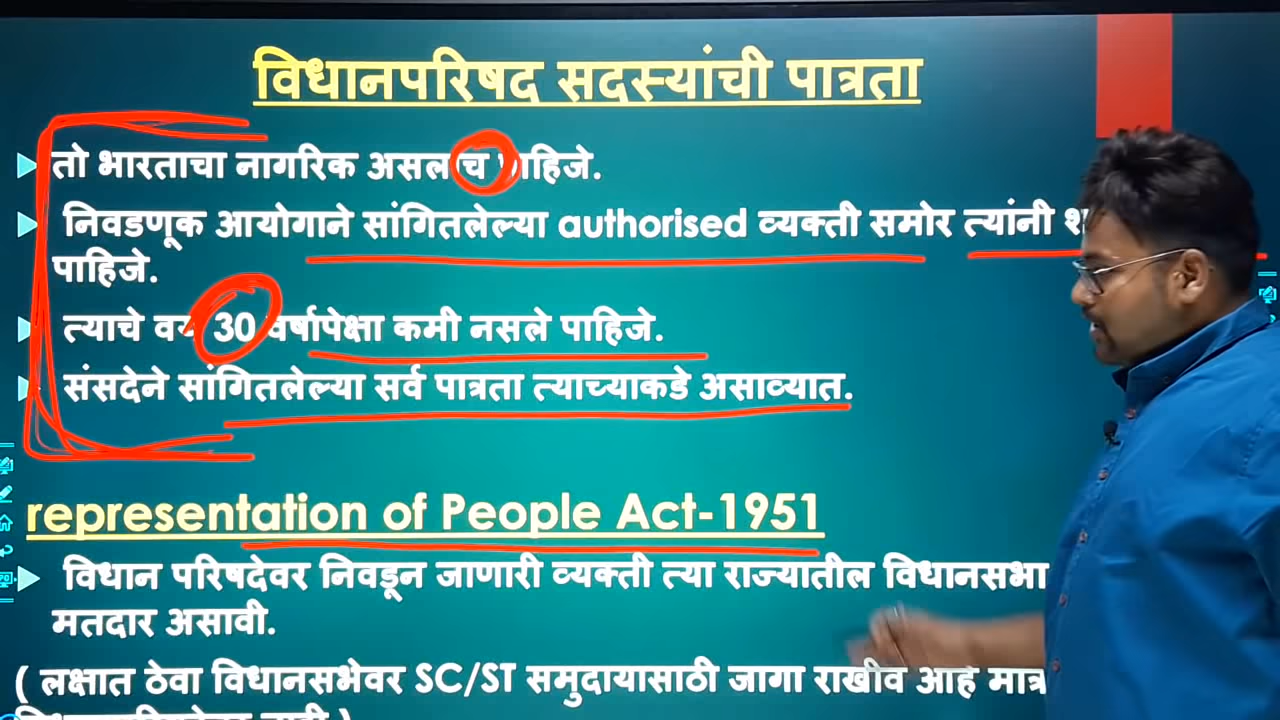 विधानपरिषद सदस्यांची पात्रता
तो भारताचा नागरिक असलाच पाहिजे.
निवडणूक आयोगाने सांगितलेल्या authorised व्यक्ती समोर त्यांनी
पाहिजे.
त्याचे वय 30 वर्षापेक्षा कमी नसले पाहिजे.
संसदेने सांगितलेल्या सर्व पात्रता त्याच्याकडे असाव्यात.
representation of People Act-1951
विधान परिषदेवर निवडून जाणारी व्यक्ती त्या राज्यातील विधानसभा
मतदार असावी.
( लक्षात ठेवा विधानसभेवर SC/ST समुदायासाठी जागा राखीव आहे मात्र